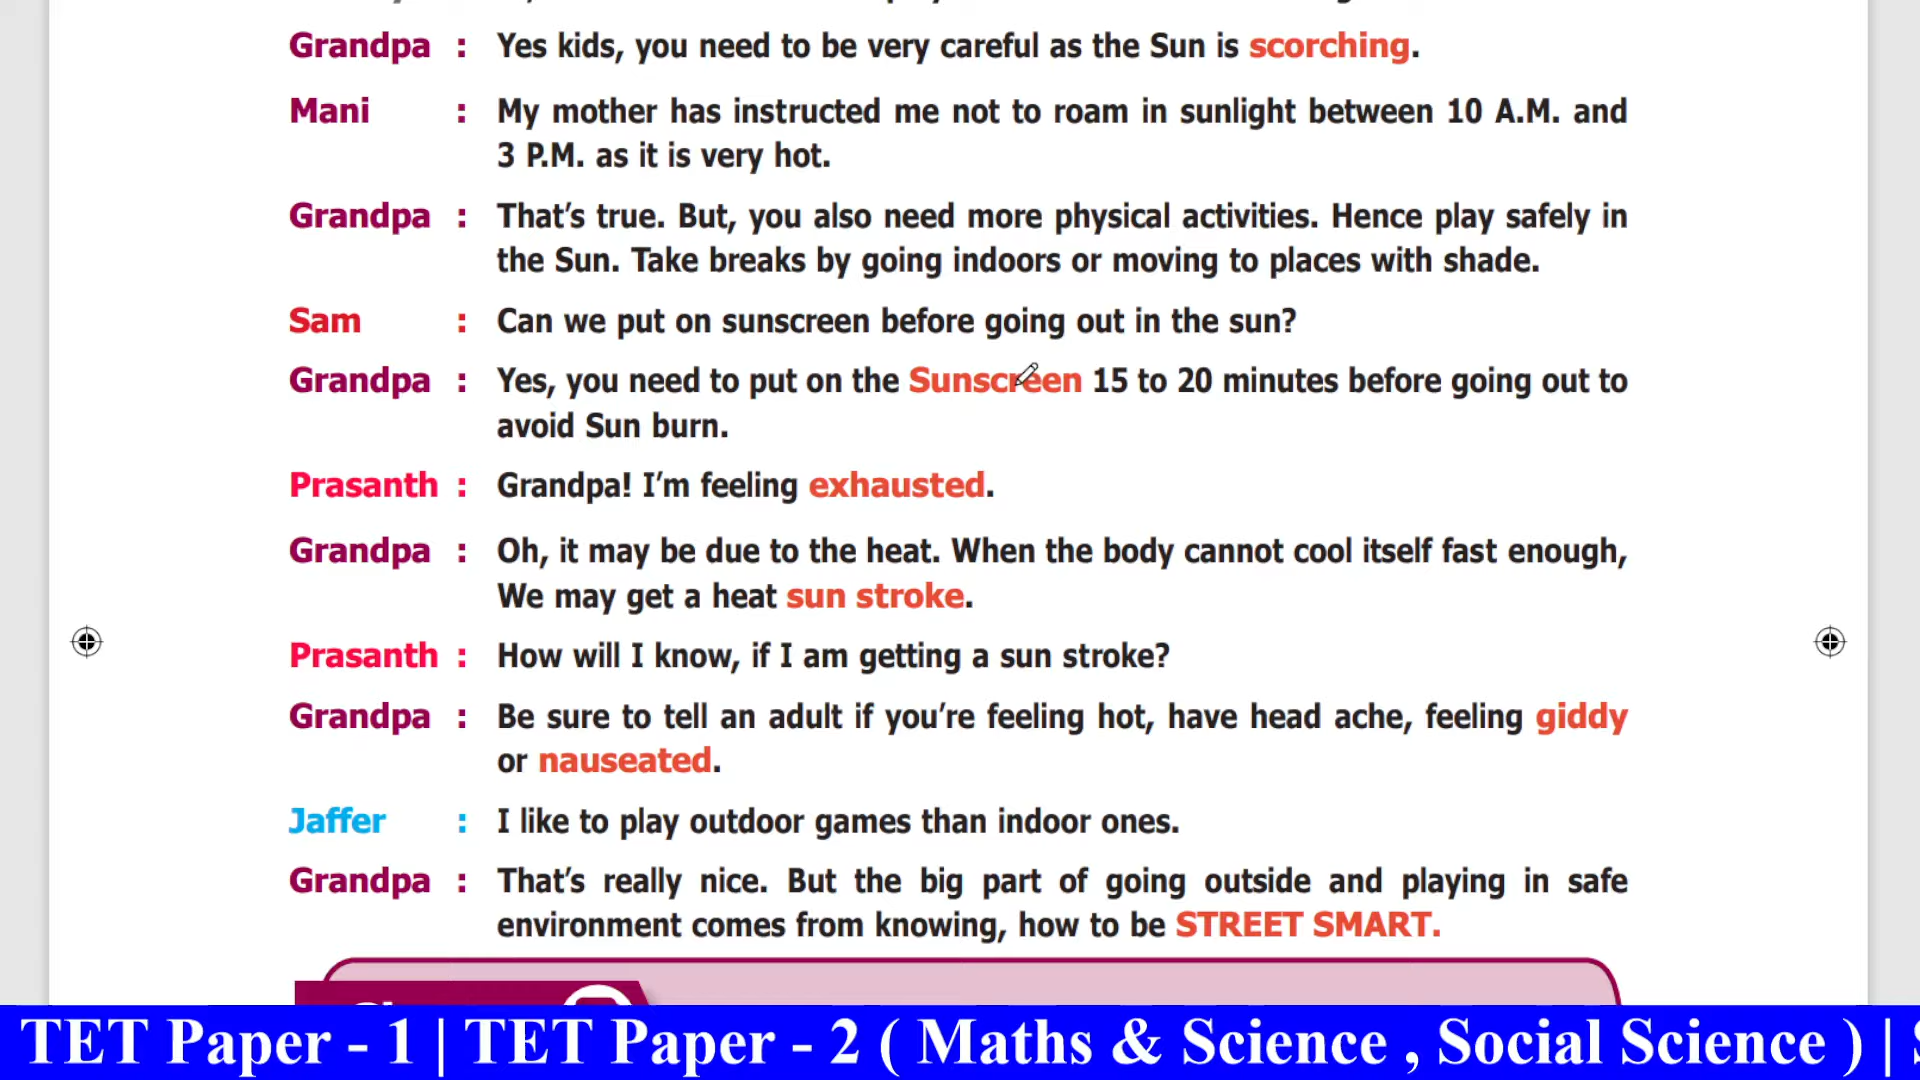 Grandpa : Yes kids, you need to be very careful as the Sun is scorching.
Mani : My mother has instructed me not to roam in sunlight between 10 A.M. and
3 P.M. as it is very hot.
Grandpa : That's true. But, you also need more physical activities. Hence play safely in
the Sun. Take breaks by going indoors or moving to places with shade.
Sam : Can we put on sunscreen before going out in the sun?
Grandpa : Yes, you need to put on the Sunscreen 15 to 20 minutes before going out to
avoid Sun burn.
Prasanth : Grandpa! I'm feeling exhausted.
Grandpa : Oh, it may be due to the heat. When the body cannot cool itself fast enough,
We may get a heat sun stroke.
Prasanth : How will I know, if I am getting a sun stroke?
Grandpa : Be sure to tell an adult if you're feeling hot, have head ache, feeling giddy
or nauseated.
Jaffer : I like to play outdoor games than indoor ones.
Grandpa : That's really nice. But the big part of going outside and playing in safe
environment comes from knowing, how to be STREET SMART.
TET Paper - 1 | TET Paper - 2 ( Maths & Science , Social Science ) |